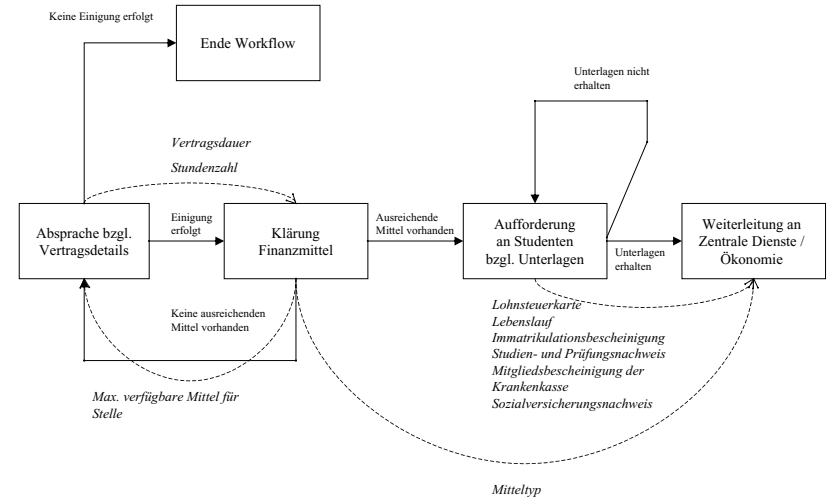 Keine Einigung erfolgt
Ende Workflow
Unterlagen nicht
erhalten
Vertragsdauer
Stundenzahl
Absprache bzgl.
Vertragsdetails
Einigung
erfolgt
Klärung
Finanzmittel
Ausreichende
Mittel vorhanden
Aufforderung
an Studenten
bzgl. Unterlagen
Unterlagen
erhalten
Weiterleitung an
Zentrale Dienste /
Ökonomie
Keine ausreichenden
Mittel vorhanden
Lohnsteuerkarte
Lebenslauf
Immatrikulationsbescheinigung
Studien- und Prüfungsnachweis
Mitgliedsbescheinigung der
Krankenkasse
Sozialversicherungsnachweis
Max. verfügbare Mittel für
Stelle
Mitteltyp